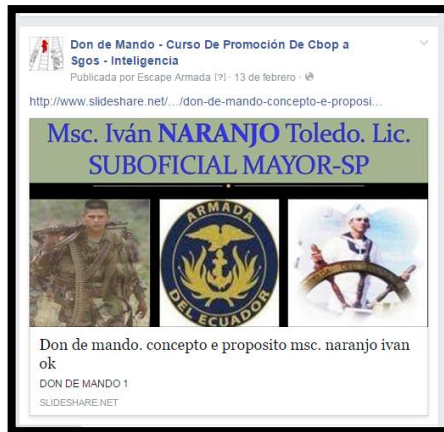 Don de Mando - Curso De Promoción De Cbop a
Sgos - Inteligencia
Publicada por Escape Armada [?] · 13 de febrero ·
http://www.slideshare.net/.../don-de-mando-concepto-e-proposi...
Msc. Iván NARANJO Toledo. Lic.
SUBOFICIAL MAYOR-SP
ARMADA
DEL ECUADOR
Don de mando. concepto e proposito msc. naranjo ivan
ok
DON DE MANDO 1
SLIDESHARE.NET